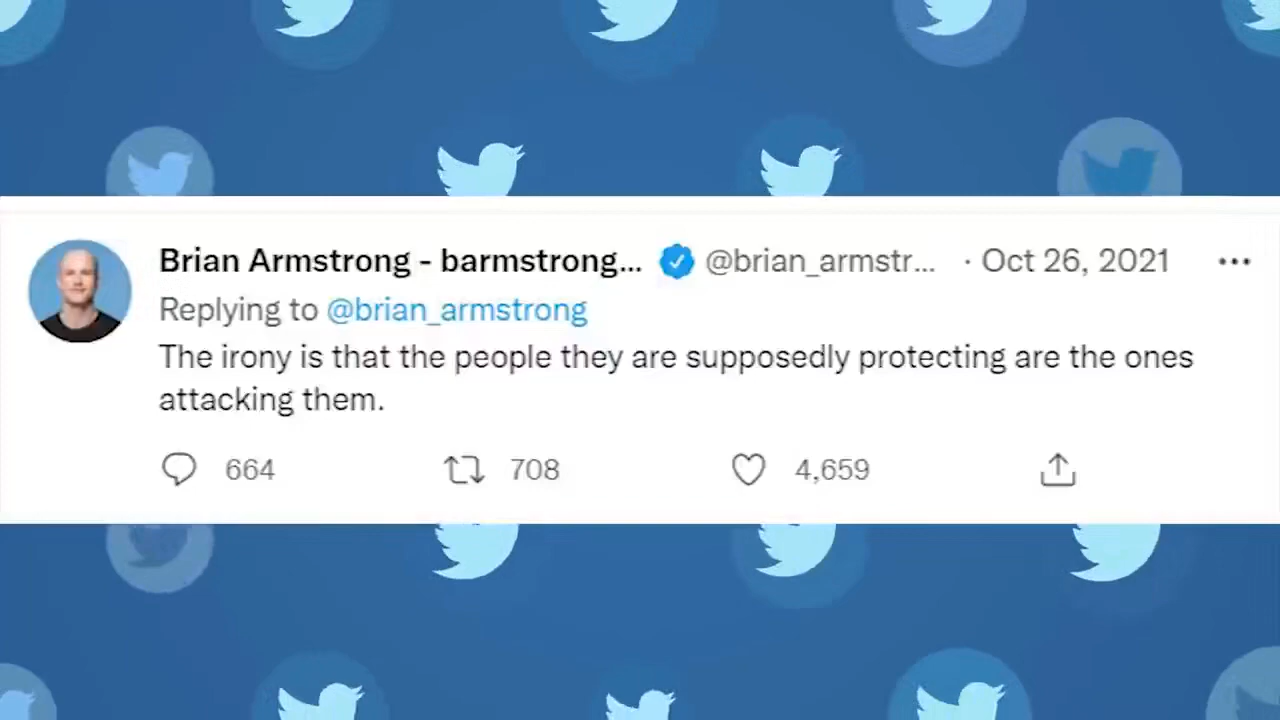 Brian Armstrong - barmstrong... @brian_armstr... · Oct 26, 2021
Replying to @brian_armstrong
The irony is that the people they are supposedly protecting are the ones
attacking them.
664 708 4,659